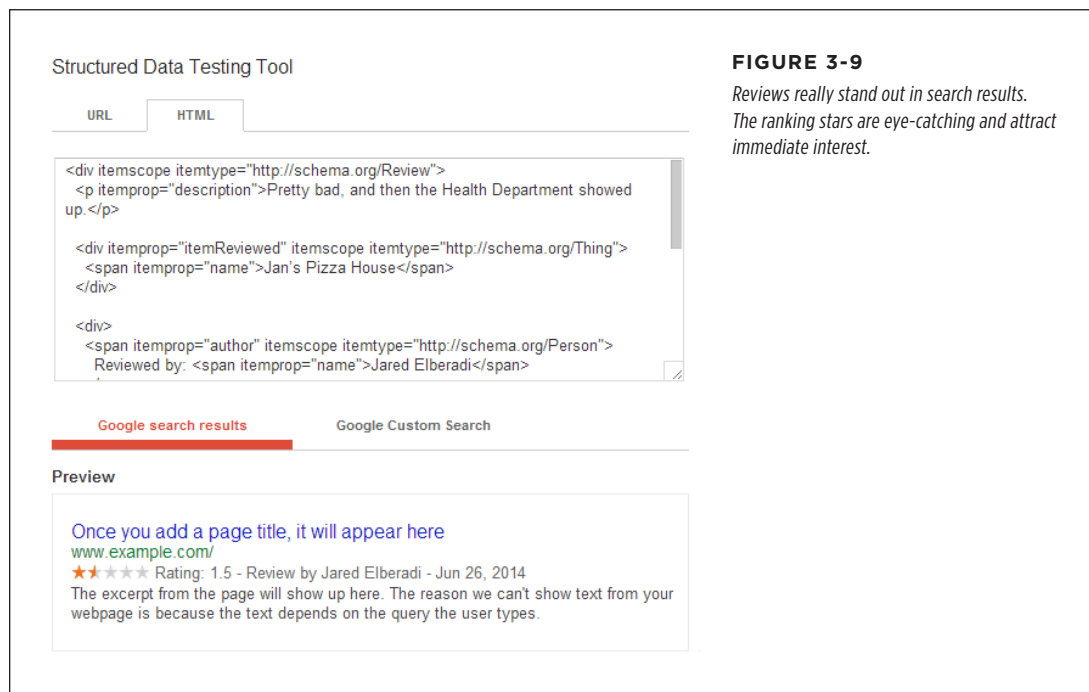 Structured Data Testing Tool
URL HTML
<div itemscope itemtype="http://schema.org/Review">
<p itemprop="description">Pretty bad, and then the Health Department showed
up.</p>
<div itemprop="itemReviewed" itemscope itemtype="http://schema.org/Thing">
<span itemprop="name">Jan's Pizza House</span>
</div>
<div>
<span itemprop="author" itemscope itemtype="http://schema.org/Person">
Reviewed by: <span itemprop="name">Jared Elberadi</span>
Google search results Google Custom Search
Preview
Once you add a page title, it will appear here
www.example.com/
Rating: 1.5 - Review by Jared Elberadi - Jun 26, 2014
The excerpt from the page will show up here. The reason we can't show text from your
webpage is because the text depends on the query the user types.
FIGURE 3-9
Reviews really stand out in search results.
The ranking stars are eye-catching and attract
immediate interest.